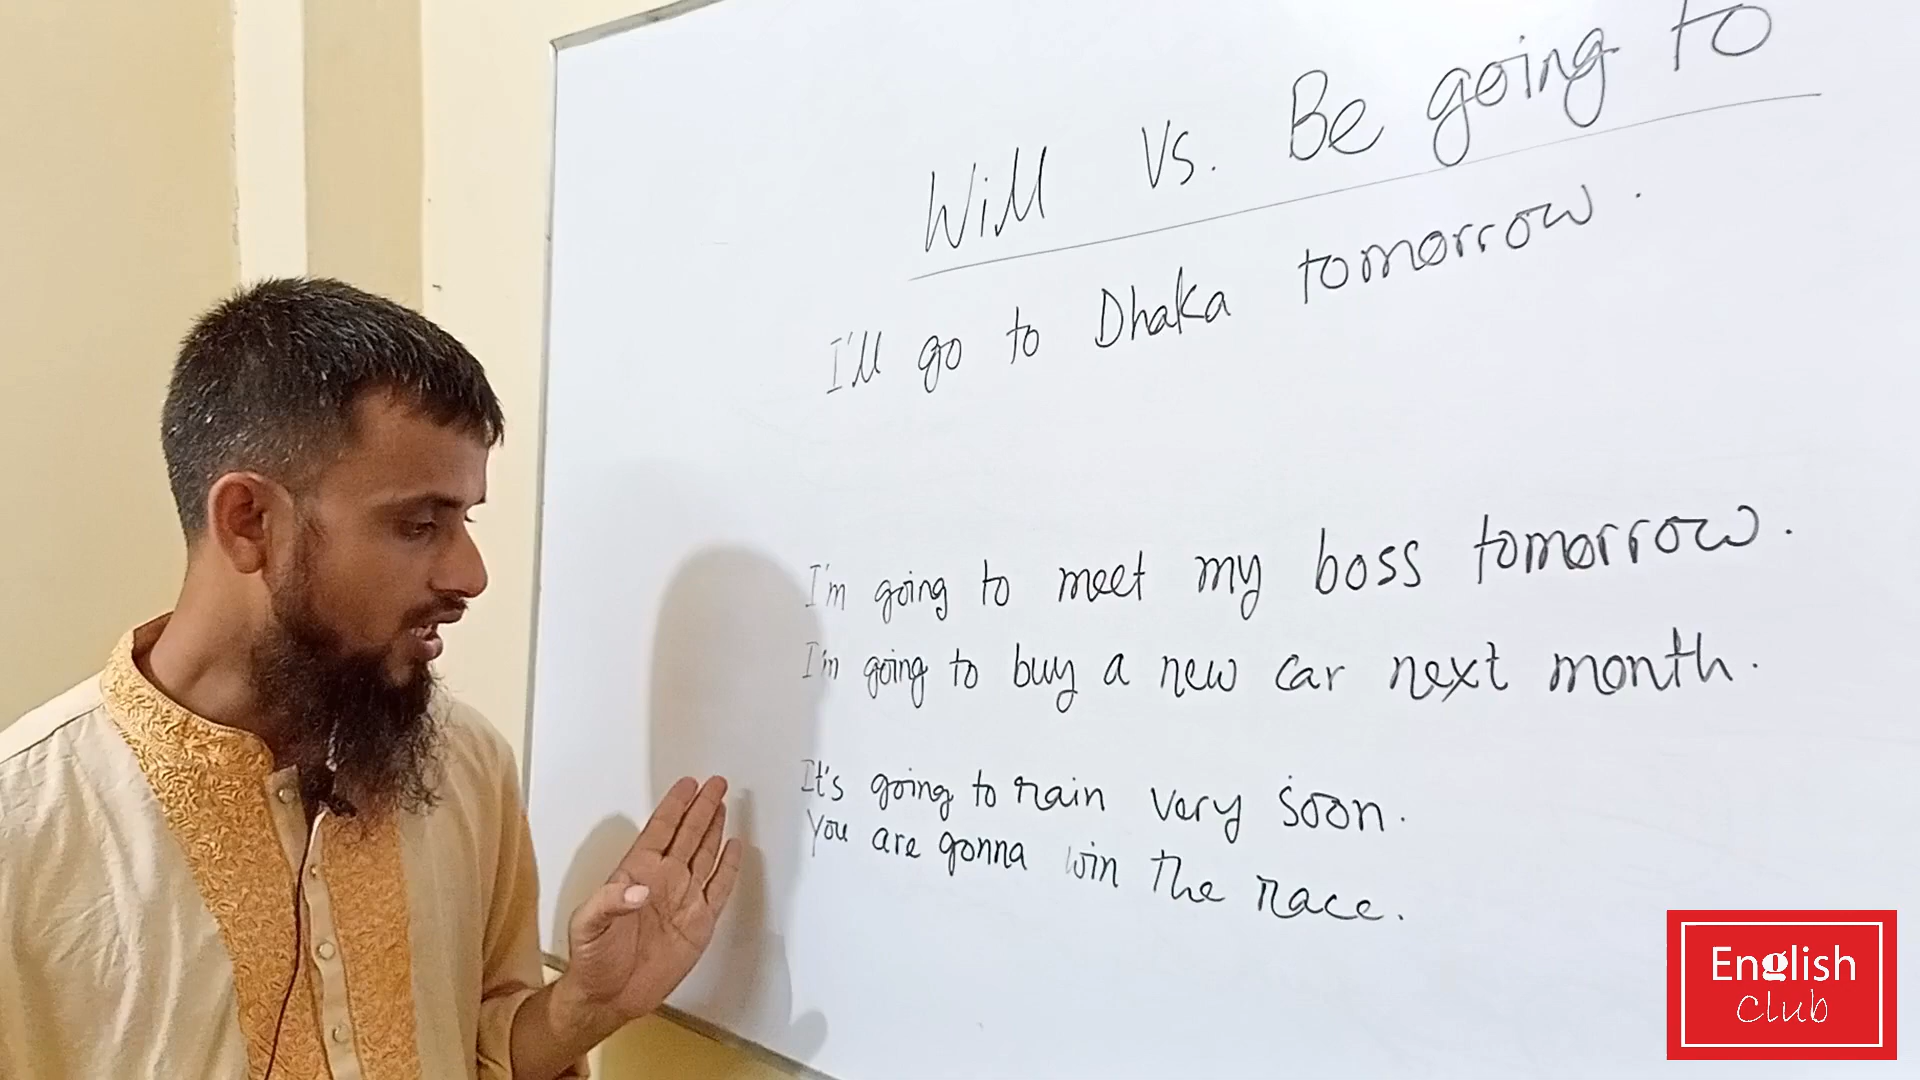 Will Vs. Be going to
I'll go to Dhaka tomorrow.
I'm going to meet my boss tomorrow.
I'm going to buy a new car next month.
It's going to rain very soon.
You are gonna win the race.
English
Club